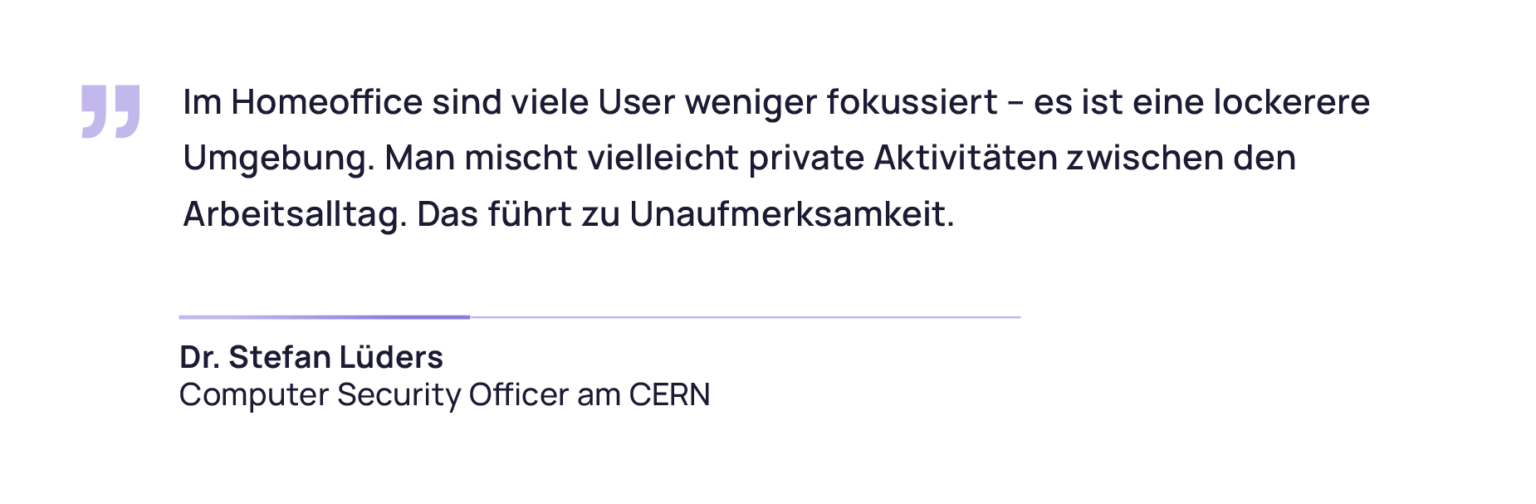 Im Homeoffice sind viele User weniger fokussiert – es ist eine lockerere
Umgebung. Man mischt vielleicht private Aktivitäten zwischen den
Arbeitsalltag. Das führt zu Unaufmerksamkeit.
Dr. Stefan Lüders
Computer Security Officer am CERN